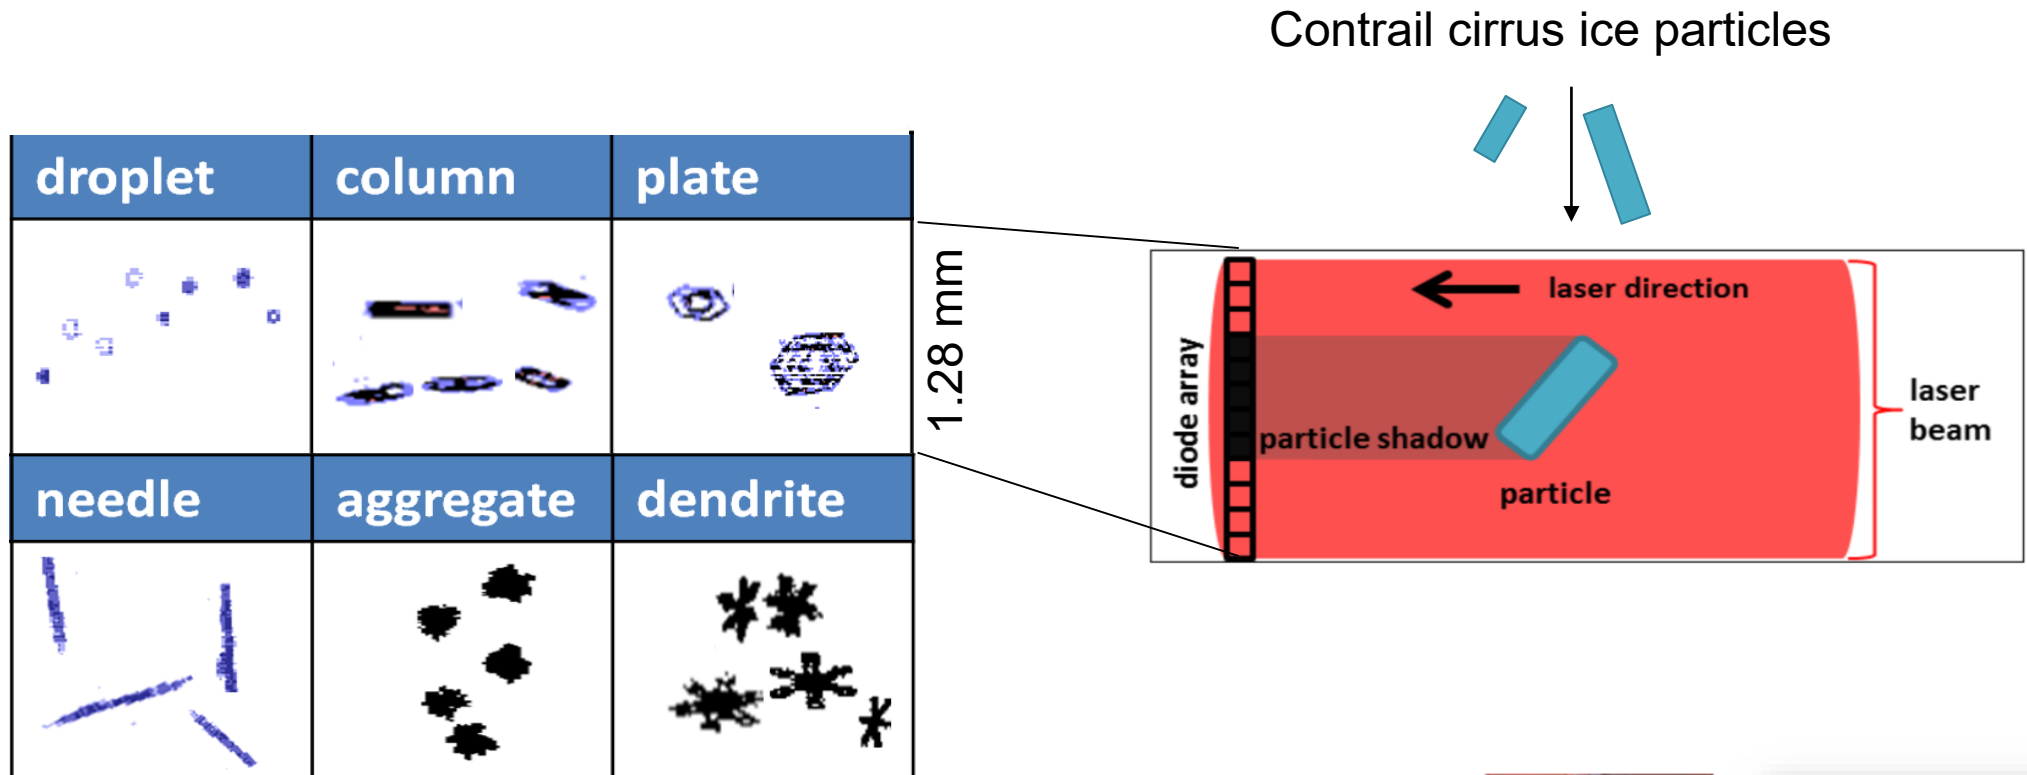 Contrail cirrus ice particles
droplet
column
plate
1.28 mm
needle
aggregate
dendrite
laser direction
diode array
particle shadow
particle
laser
beam